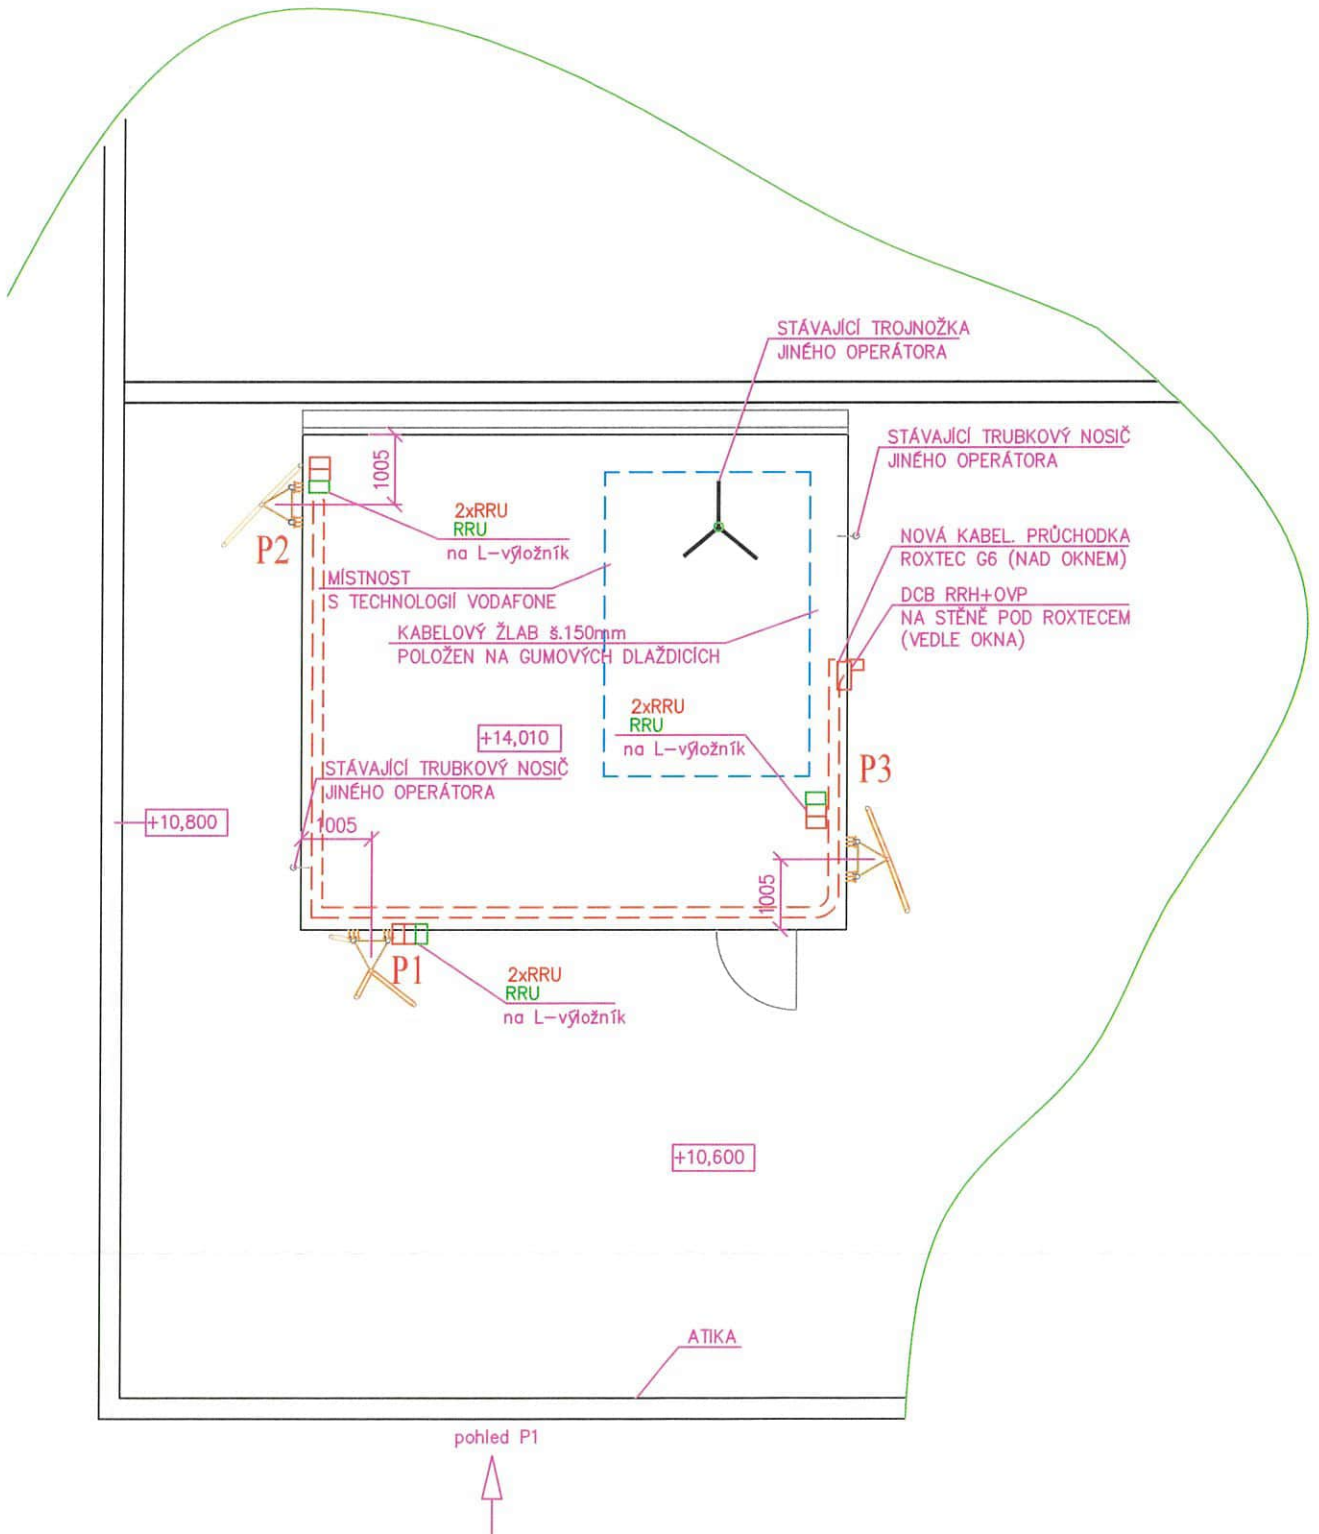 STÁVAJÍCÍ TROJNOŽKA
JINÉHO OPERÁTORA
STÁVAJÍCÍ TRUBKOVÝ NOSIČ
JINÉHO OPERÁTORA
1005
2xRRU
RRU
na L–výložník
P2
NOVÁ KABEL. PRŮCHODKA
ROXTEC G6 (NAD OKNEM)
MÍSTNOST
S TECHNOLOGIÍ VODAFONE
DCB RRH+OVP
NA STĚNĚ POD ROXTECEM
(VEDLE OKNA)
KABELOVÝ ŽLAB š.150mm
POLOŽEN NA GUMOVÝCH DLAŽDICÍCH
2xRRU
RRU
na L–výložník
+14,010
P3
STÁVAJÍCÍ TRUBKOVÝ NOSIČ
JINÉHO OPERÁTORA
+10,800
1005
1005
P1
2xRRU
RRU
na L–výložník
+10,600
ATIKA
pohled P1